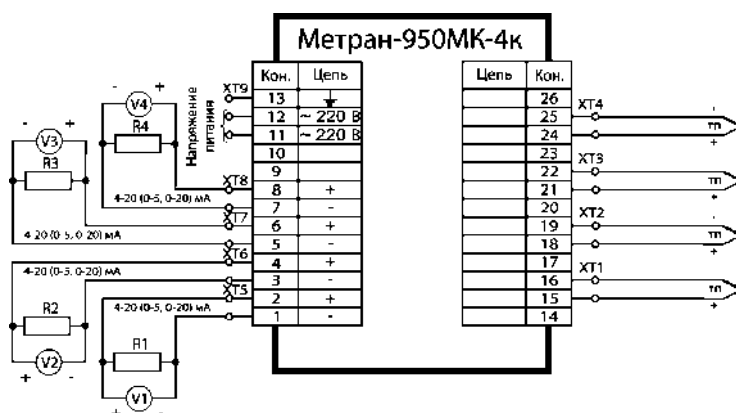 Метран-950МК-4к
Кон. Цепь
13
12 ~ 220 В
11 ~ 220 В
10
9
8 +
7 -
6 +
5 -
4 +
3 -
2 +
1 -
Цепь Кон.
26
25
24
23
22
21
20
19
18
17
16
15
14
XT9
Напряжение
питания
XT8
XT7
XT6
XT5
XT4
XT3
XT2
XT1
- +
V4
R4
4-20 (0-5, 0-20) мА
- +
V3
R3
4-20 (0-5, 0-20) мА
4-20 (0-5, 0-20) мА
R2
V2
+ -
4-20 (0-5, 0-20) мА
R1
V1
+ -
-
ТП
+
ТП
+
-
ТП
+
-
ТП
+